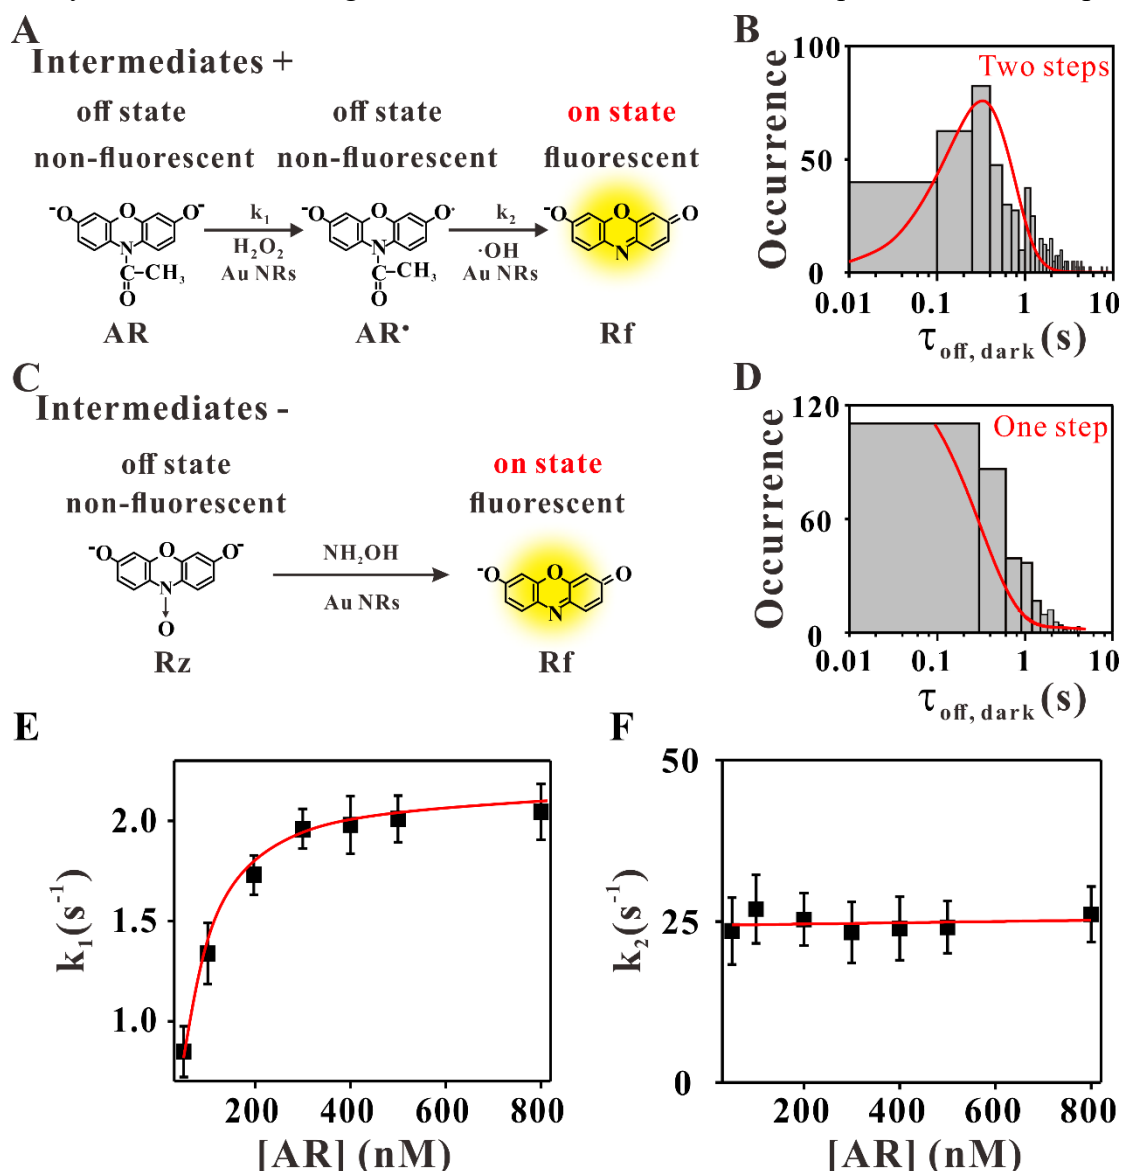 A
Intermediates +
off state
off state
on state
non-fluorescent
non-fluorescent
fluorescent
-O
O
O-
N
C-CH3
O
AR
k1
H2O2
Au NRs
-O
O
O·
N
C-CH3
O
AR•
k2
·OH
Au NRs
-O
O
O
N
Rf
B
Two steps
Occurrence
100
50
0
0.01
0.1
1
10
τoff, dark (s)
C
Intermediates -
off state
on state
non-fluorescent
fluorescent
-O
O
O-
N
O
Rz
NH2OH
Au NRs
-O
O
O
N
Rf
D
One step
Occurrence
120
60
0
0.01
0.1
1
10
τoff, dark (s)
E
k1(s-1)
2.0
1.5
1.0
200
400
600
800
[AR] (nM)
F
k2(s-1)
50
25
0
200
400
600
800
[AR] (nM)